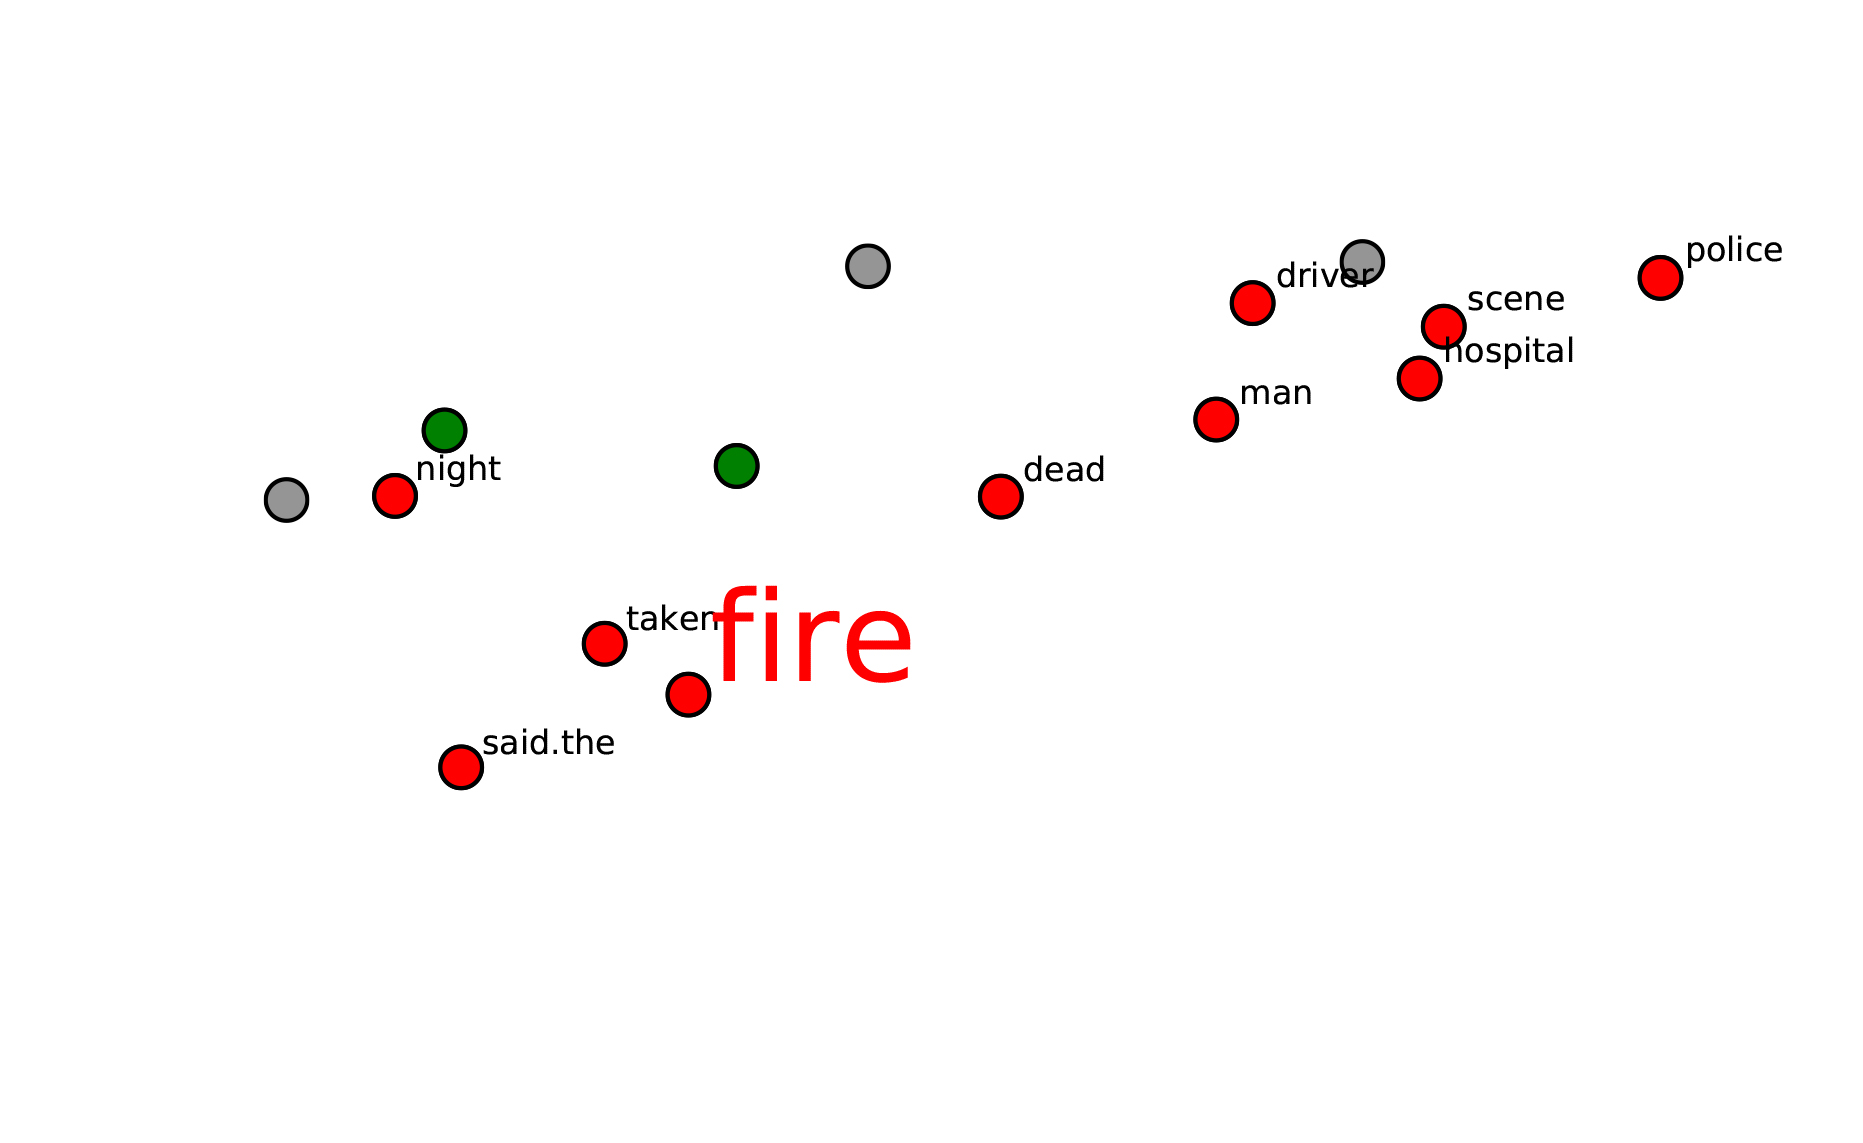 police
driver
scene
hospital
man
night
dead
taken
fire
said.the